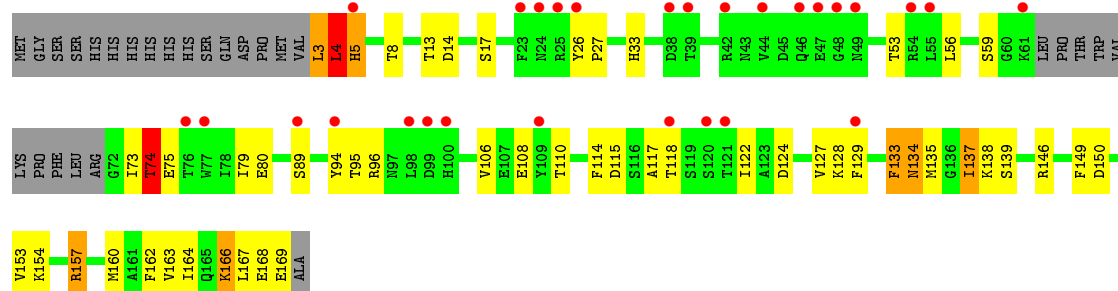 MET GLY SER SER HIS HIS HIS HIS HIS HIS SER GLN ASP PRO MET VAL L3 L4 H5 T8 T13 D14 S17 F23 N24 R25 Y26 P27 H33 D38 T39 R42 N43 V44 D45 Q46 E47 G48 N49 T53 R54 L55 L56 S59 G60 K61 LEU PRO THR TRP VAL
LYS PRO PHE LEU ARG G72 I73 T74 E75 T76 W77 I78 I79 E80 S89 Y94 T95 R96 N97 L98 D99 H100 V106 E107 E108 Y109 T110 F114 D115 S116 A117 T118 S119 S120 T121 I122 A123 D124 V127 K128 F129 F133 N134 M135 G136 I137 K138 S139 R146 F149 D150
V153 K154 R157 M160 A161 F162 V163 I164 Q165 K166 L167 E168 E169 ALA